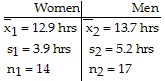 Women Men
x̄1 = 12.9 hrs x̄2 = 13.7 hrs
s1 = 3.9 hrs s2 = 5.2 hrs
n1 = 14 n2 = 17